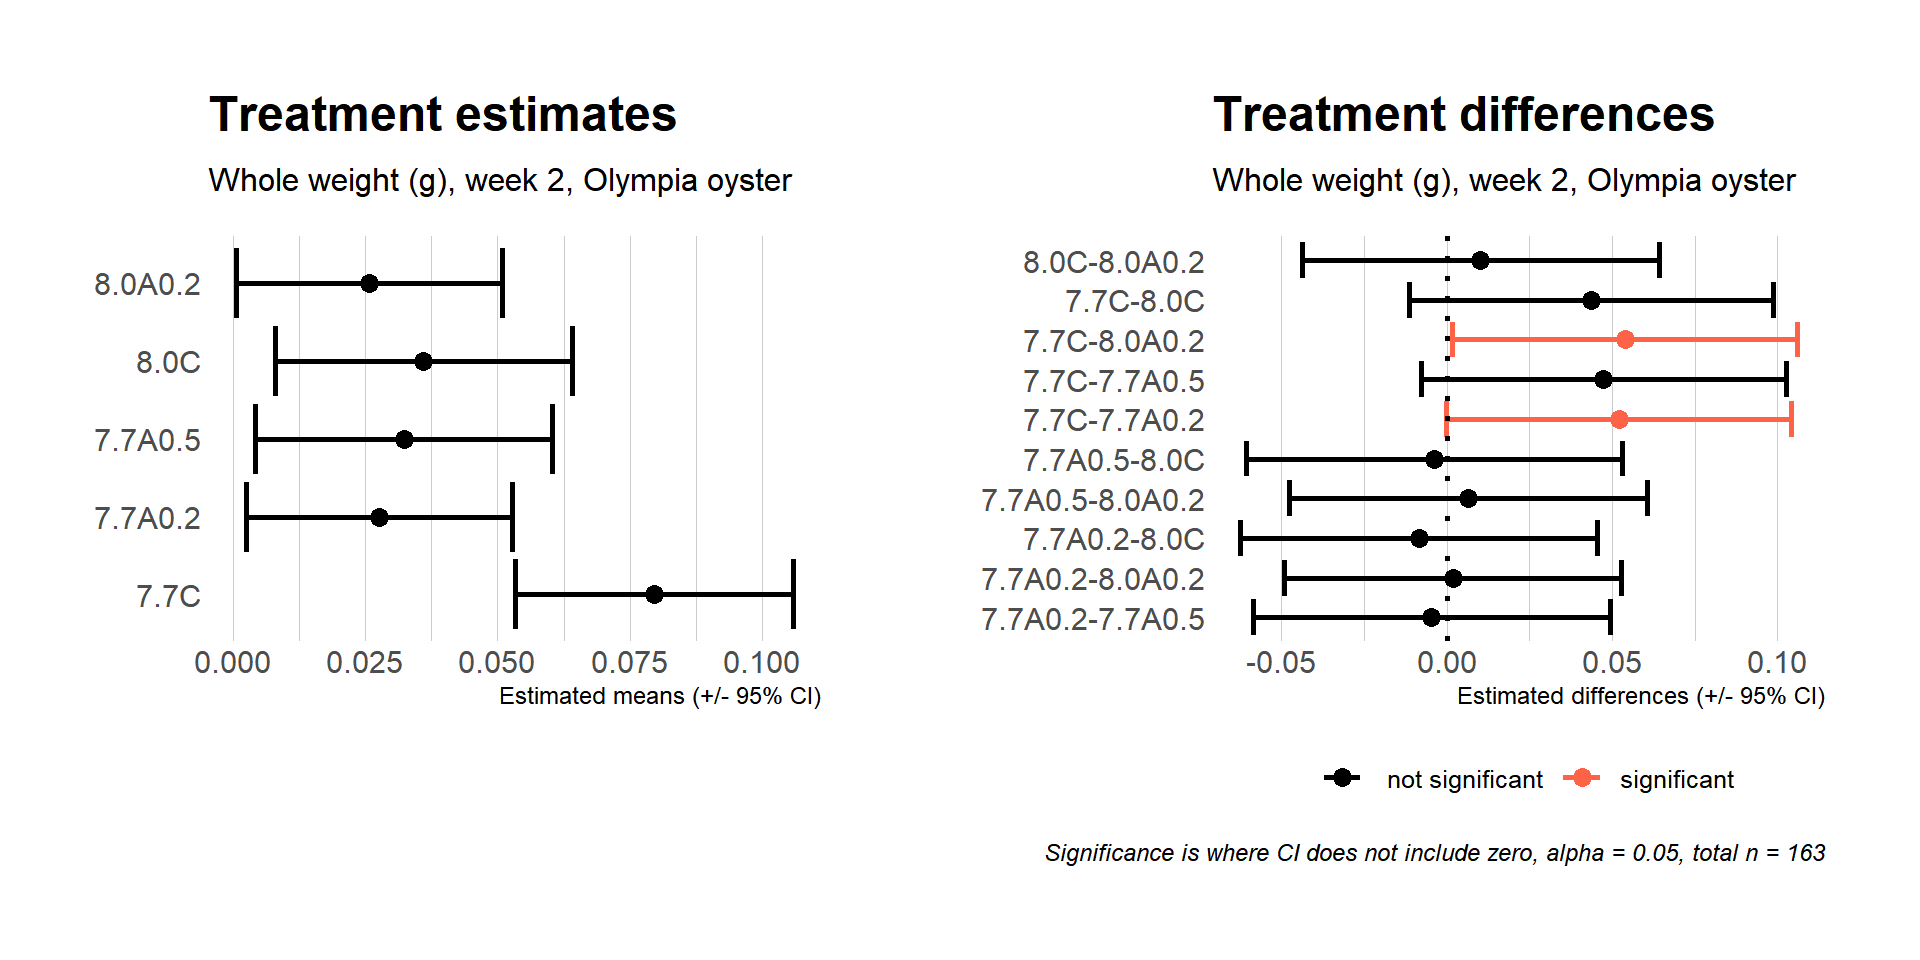 Treatment estimates
Whole weight (g), week 2, Olympia oyster
8.0A0.2
8.0C
7.7A0.5
7.7A0.2
7.7C
0.000 0.025 0.050 0.075 0.100
Estimated means (+/- 95% CI)
Treatment differences
Whole weight (g), week 2, Olympia oyster
8.0C-8.0A0.2
7.7C-8.0C
7.7C-8.0A0.2
7.7C-7.7A0.5
7.7C-7.7A0.2
7.7A0.5-8.0C
7.7A0.5-8.0A0.2
7.7A0.2-8.0C
7.7A0.2-8.0A0.2
7.7A0.2-7.7A0.5
-0.05 0.00 0.05 0.10
Estimated differences (+/- 95% CI)
not significant significant
Significance is where CI does not include zero, alpha = 0.05, total n = 163